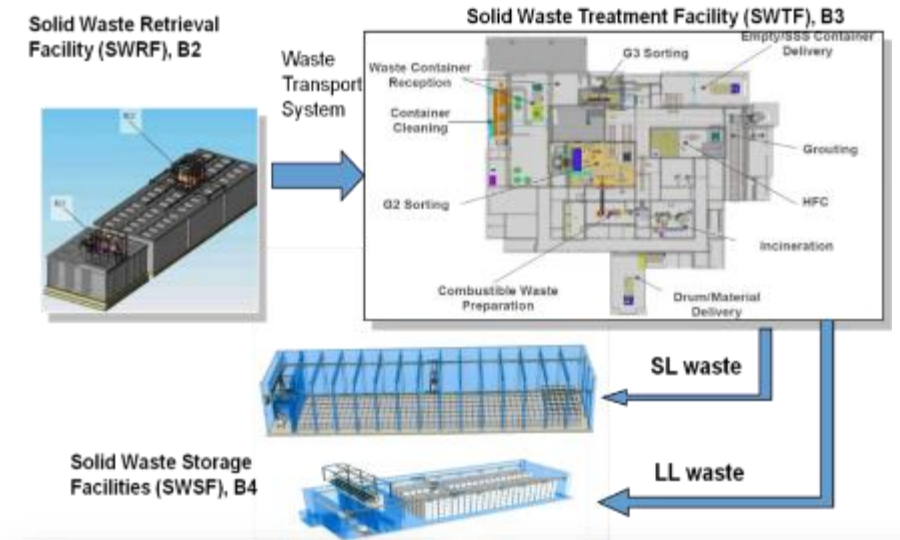 Solid Waste Retrieval
Facility (SWRF), B2
Waste
Transport
System
Solid Waste Treatment Facility (SWTF), B3
Empty/SSS Container
Delivery
G3 Sorting
Waste Container
Reception
Container
Cleaning
Grouting
G2 Sorting
HFC
Incineration
Combustible Waste
Preparation
Drum/Material
Delivery
SL waste
Solid Waste Storage
Facilities (SWSF), B4
LL waste